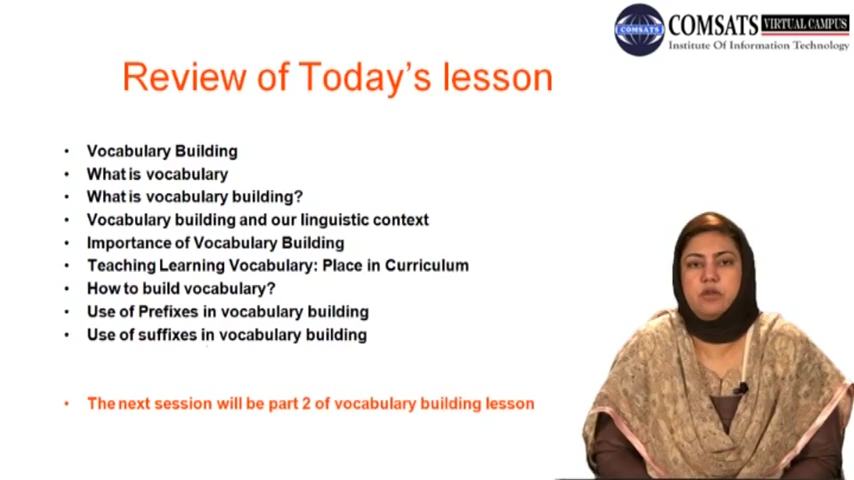 COMSATS VIRTUAL CAMPUS
COMSATS
Institute Of Information Technology
Review of Today's lesson
• Vocabulary Building
• What is vocabulary
• What is vocabulary building?
• Vocabulary building and our linguistic context
• Importance of Vocabulary Building
• Teaching Learning Vocabulary: Place in Curriculum
• How to build vocabulary?
• Use of Prefixes in vocabulary building
• Use of suffixes in vocabulary building
• The next session will be part 2 of vocabulary building lesson